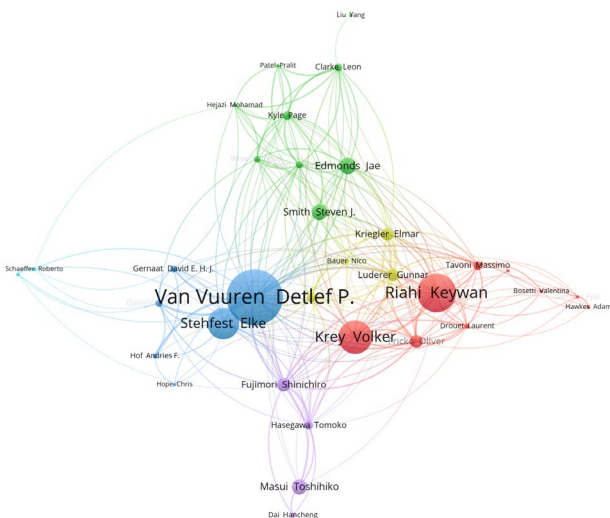 Liu Yang
Patel Pralit
Clarke Leon
Hejazi Mohamad
Kyle Page
Edmonds Jae
Smith Steven J.
Kriegler Elmar
Bauer Nico
Tavoni Massimo
Schaeffer Roberto
Gernaat David E. H. J.
Luderer Gunnar
Van Vuuren Detlef P.
Riahi Keywan
Bosetti Valentina
Hawkes Adam
Stehfest Elke
Drouet Laurent
Krey Volker
Hof Andries F.
Hope Chris
Fujimori Shinichiro
Hasegawa Tomoko
Masui Toshihiko
Dai Hancheng